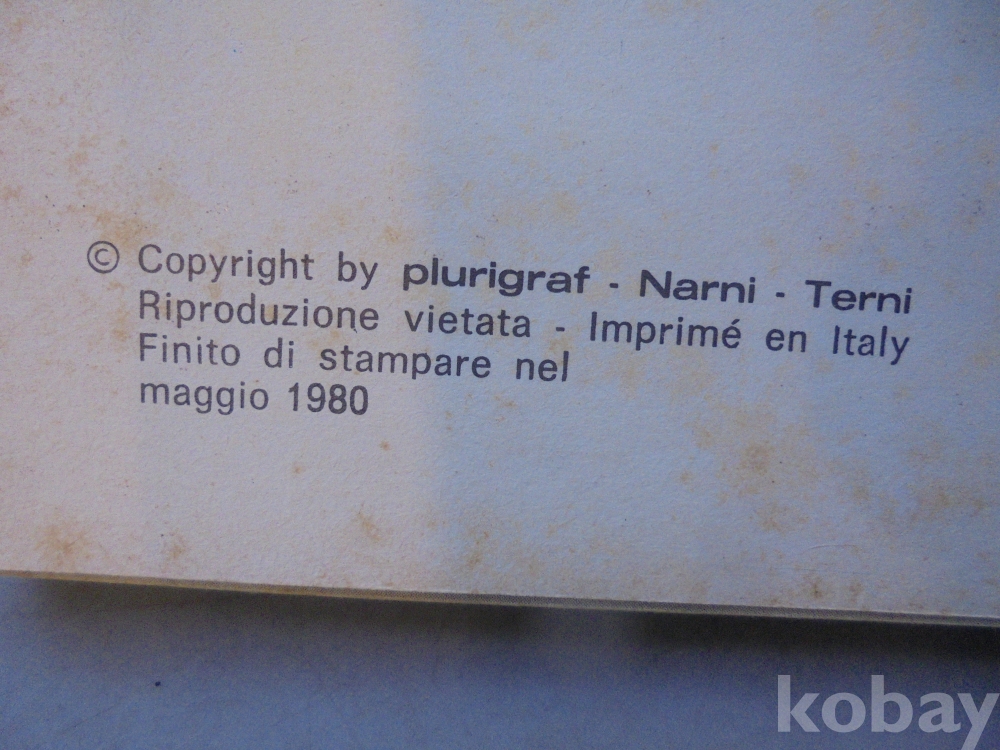 © Copyright by plurigraf - Narni - Terni
Riproduzione vietata - Imprimé en Italy
Finito di stampare nel
maggio 1980
kobay